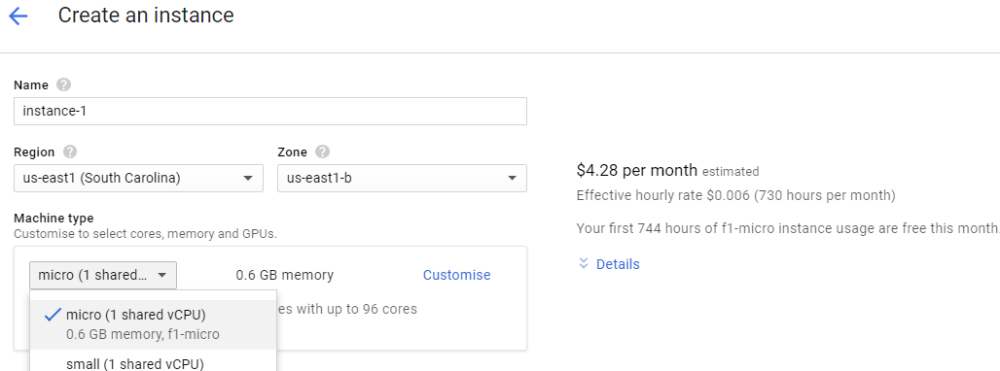 Create an instance
Name ?
instance-1
Region ? Zone ?
us-east1 (South Carolina) us-east1-b
$4.28 per month estimated
Effective hourly rate $0.006 (730 hours per month)
Machine type
Customise to select cores, memory and GPUs.
Your first 744 hours of f1-micro instance usage are free this month.
Details
micro (1 shared... 0.6 GB memory Customise
es with up to 96 cores
micro (1 shared vCPU)
0.6 GB memory, f1-micro
small (1 shared vCPU)